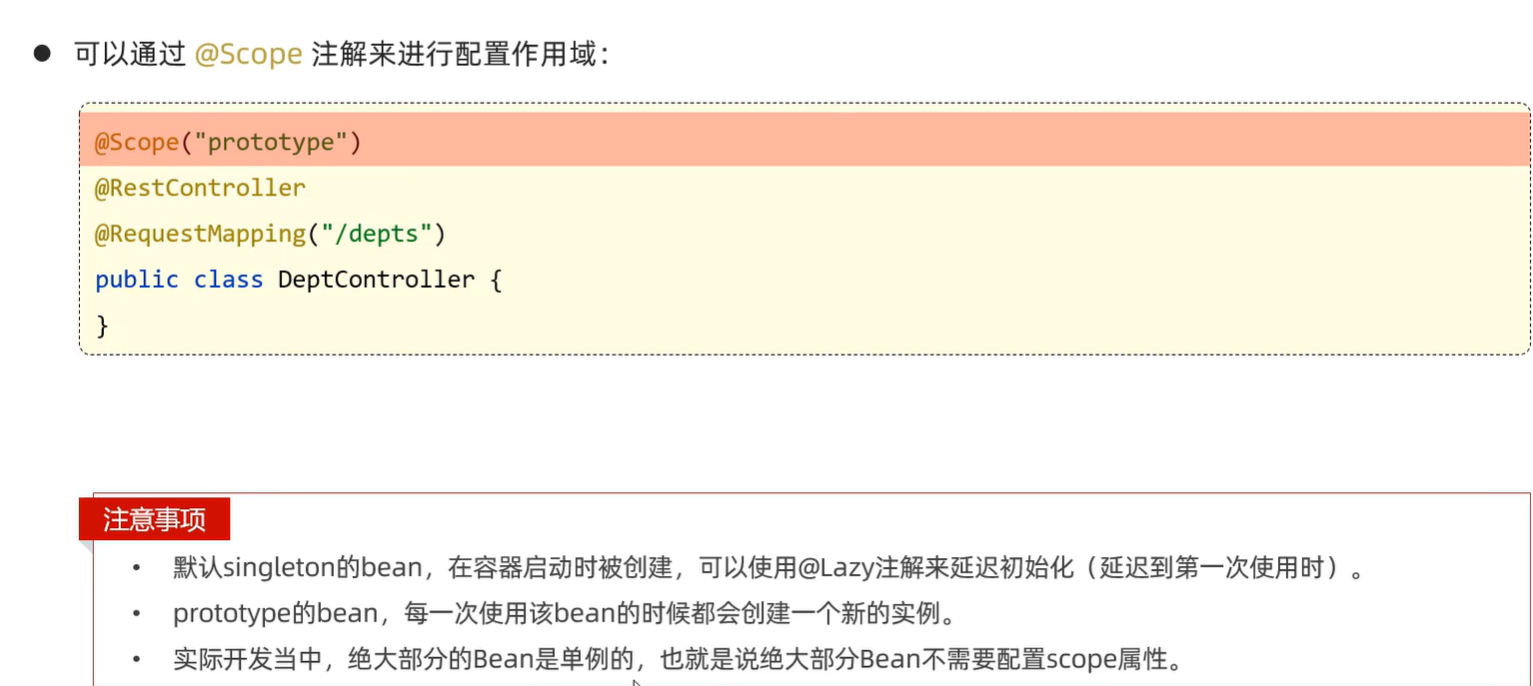 ● 可以通过 @Scope 注解来进行配置作用域：
@Scope("prototype")
@RestController
@RequestMapping("/depts")
public class DeptController {
}
注意事项
• 默认singleton的bean，在容器启动时被创建，可以使用@Lazy注解来延迟初始化（延迟到第一次使用时）。
• prototype的bean，每一次使用该bean的时候都会创建一个新的实例。
• 实际开发当中，绝大部分的Bean是单例的，也就是说绝大部分Bean不需要配置scope属性。